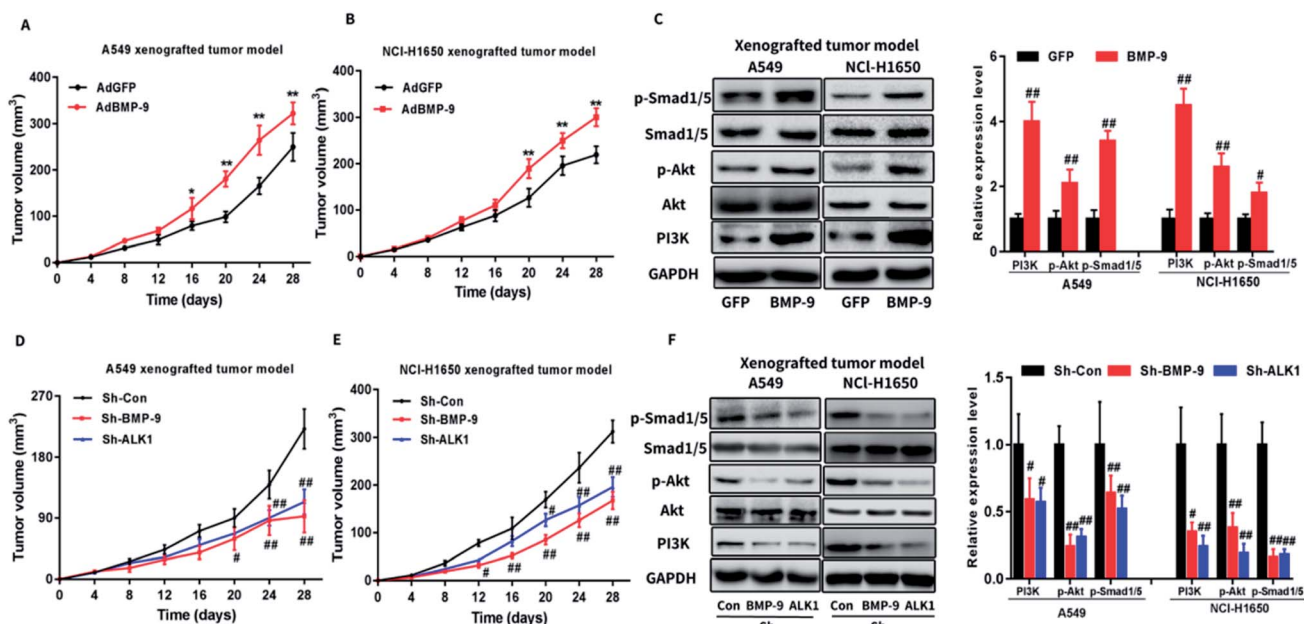 A
A549 xenografted tumor model
400
300
200
100
0
Tumor volume (mm³)
AdGFP
AdBMP-9
*
**
**
**
0 4 8 12 16 20 24 28
Time (days)
B
NCI-H1650 xenografted tumor model
400
300
200
100
0
Tumor volume (mm³)
AdGFP
AdBMP-9
**
**
**
0 4 8 12 16 20 24 28
Time (days)
C
Xenografted tumor model
A549 NCl-H1650
p-Smad1/5
Smad1/5
p-Akt
Akt
PI3K
GAPDH
GFP BMP-9 GFP BMP-9
GFP BMP-9
Relative expression level
6
4
2
0
## ## ## ## ## #
PI3K p-Akt p-Smad1/5 PI3K p-Akt p-Smad1/5
A549 NCI-H1650
D
A549 xenografted tumor model
270
180
90
0
Tumor volume (mm³)
Sh-Con
Sh-BMP-9
Sh-ALK1
#
##
##
##
##
0 4 8 12 16 20 24 28
Time (days)
E
NCI-H1650 xenografted tumor model
400
300
200
100
0
Tumor volume (mm³)
Sh-Con
Sh-BMP-9
Sh-ALK1
#
##
#
##
##
##
##
##
0 4 8 12 16 20 24 28
Time (days)
F
Xenografted tumor model
A549 NCl-H1650
p-Smad1/5
Smad1/5
p-Akt
Akt
PI3K
GAPDH
Con BMP-9 ALK1 Con BMP-9 ALK1
Sh-Con Sh-BMP-9 Sh-ALK1
Relative expression level
1.5
1.0
0.5
0.0
# # ## ## ## ## # ## ## ## ## ##
PI3K p-Akt p-Smad1/5 PI3K p-Akt p-Smad1/5
A549 NCI-H1650